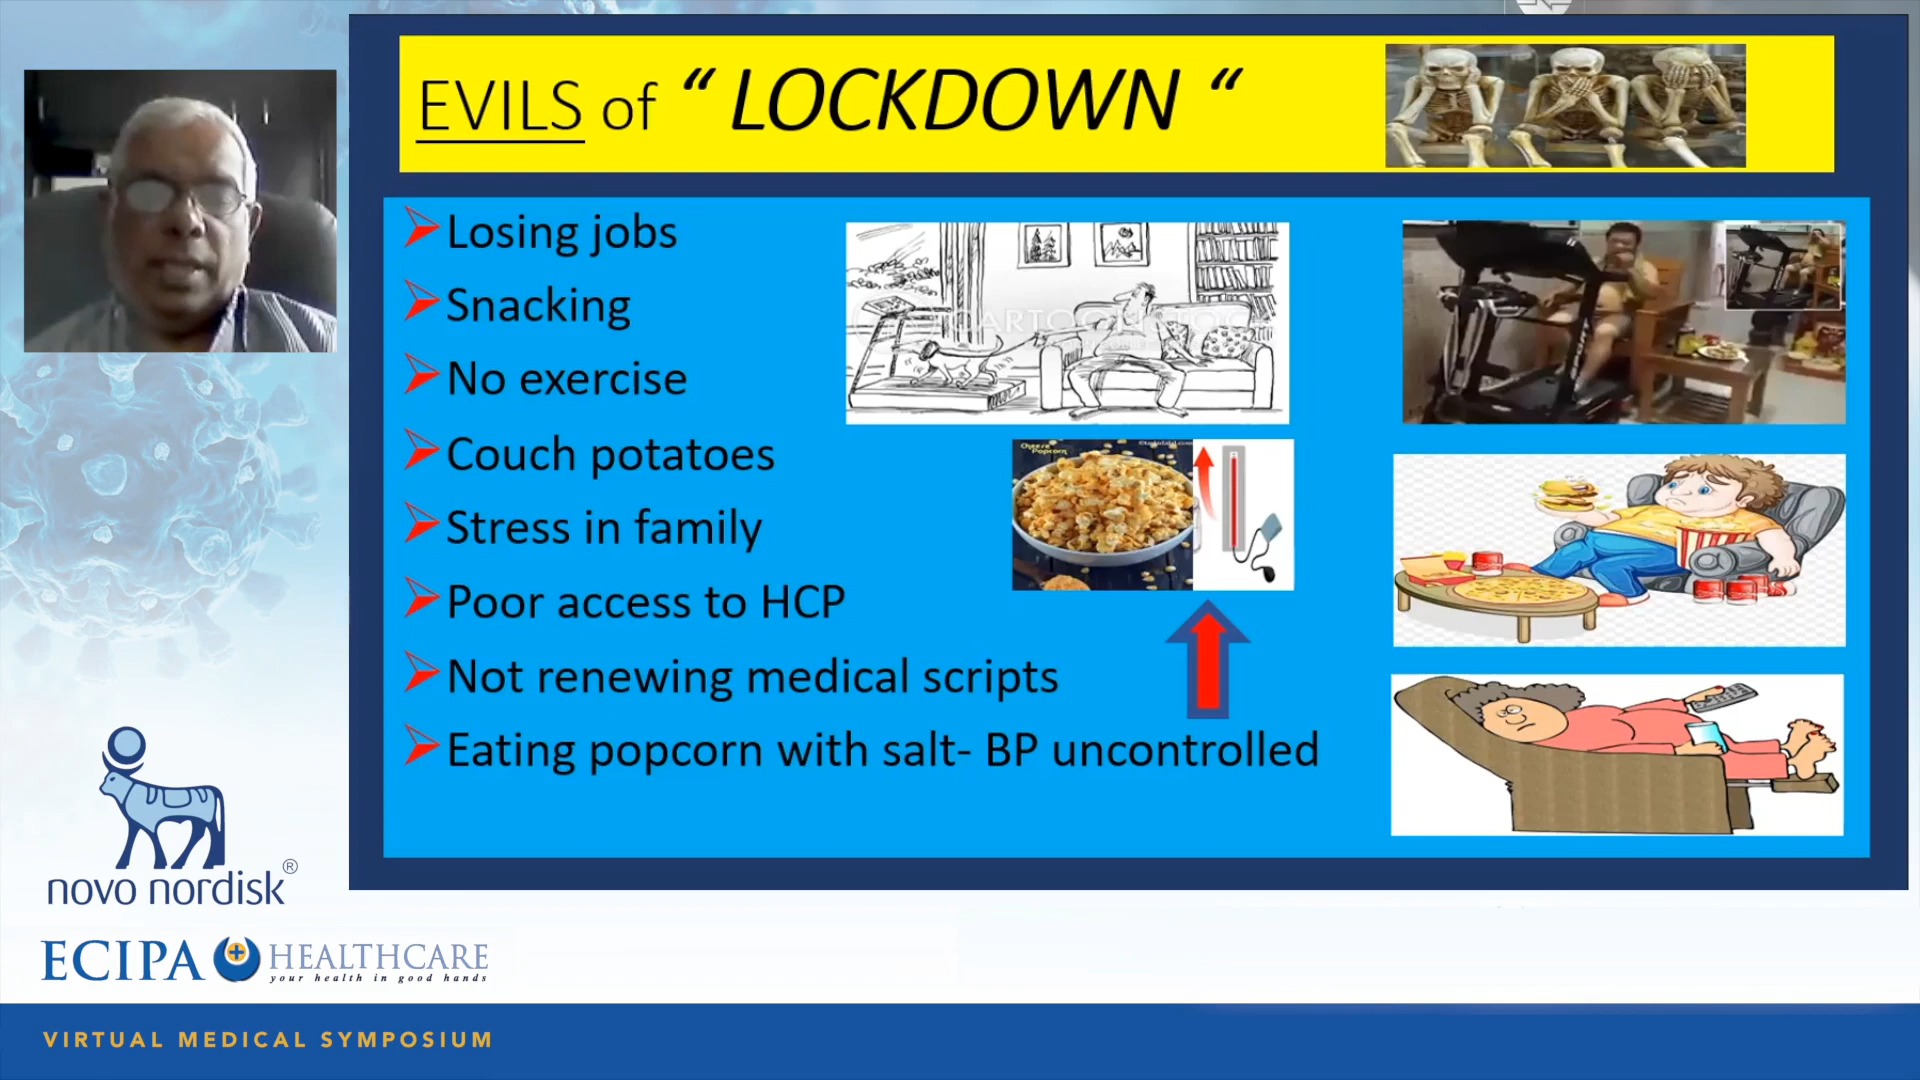 EVILS of “ LOCKDOWN “
Losing jobs
Snacking
No exercise
Couch potatoes
Stress in family
Poor access to HCP
Not renewing medical scripts
Eating popcorn with salt- BP uncontrolled
Cheese
Popcorn
novo nordisk®
ECIPA HEALTHCARE
your health in good hands
VIRTUAL MEDICAL SYMPOSIUM